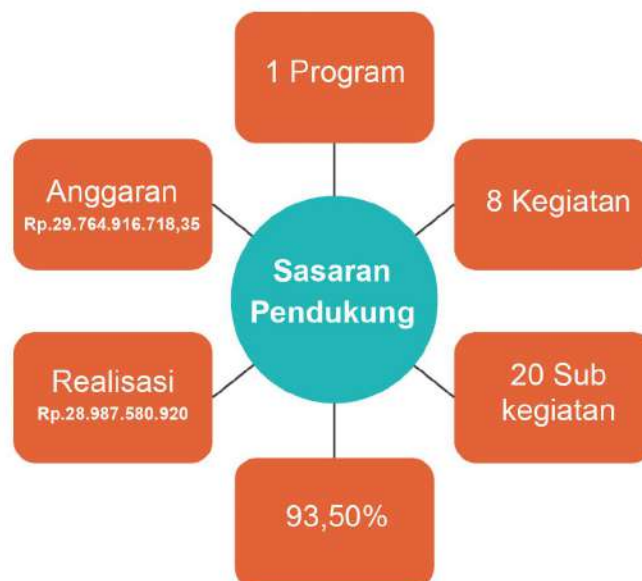 1 Program
Anggaran
Rp.29.764.916.718,35
8 Kegiatan
Sasaran
Pendukung
Realisasi
Rp.28.987.580.920
20 Sub
kegiatan
93,50%